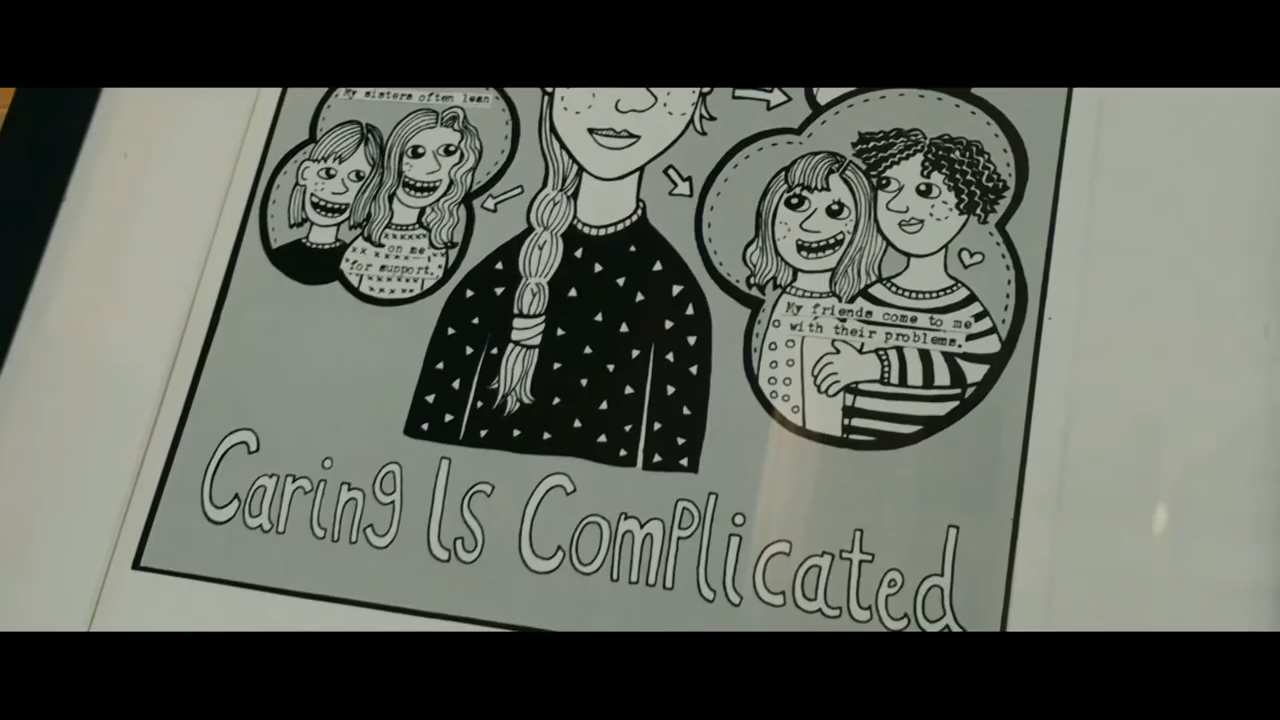 My sisters often lean
on me
for support.
My friends come to me
with their problems.
Caring Is Complicated